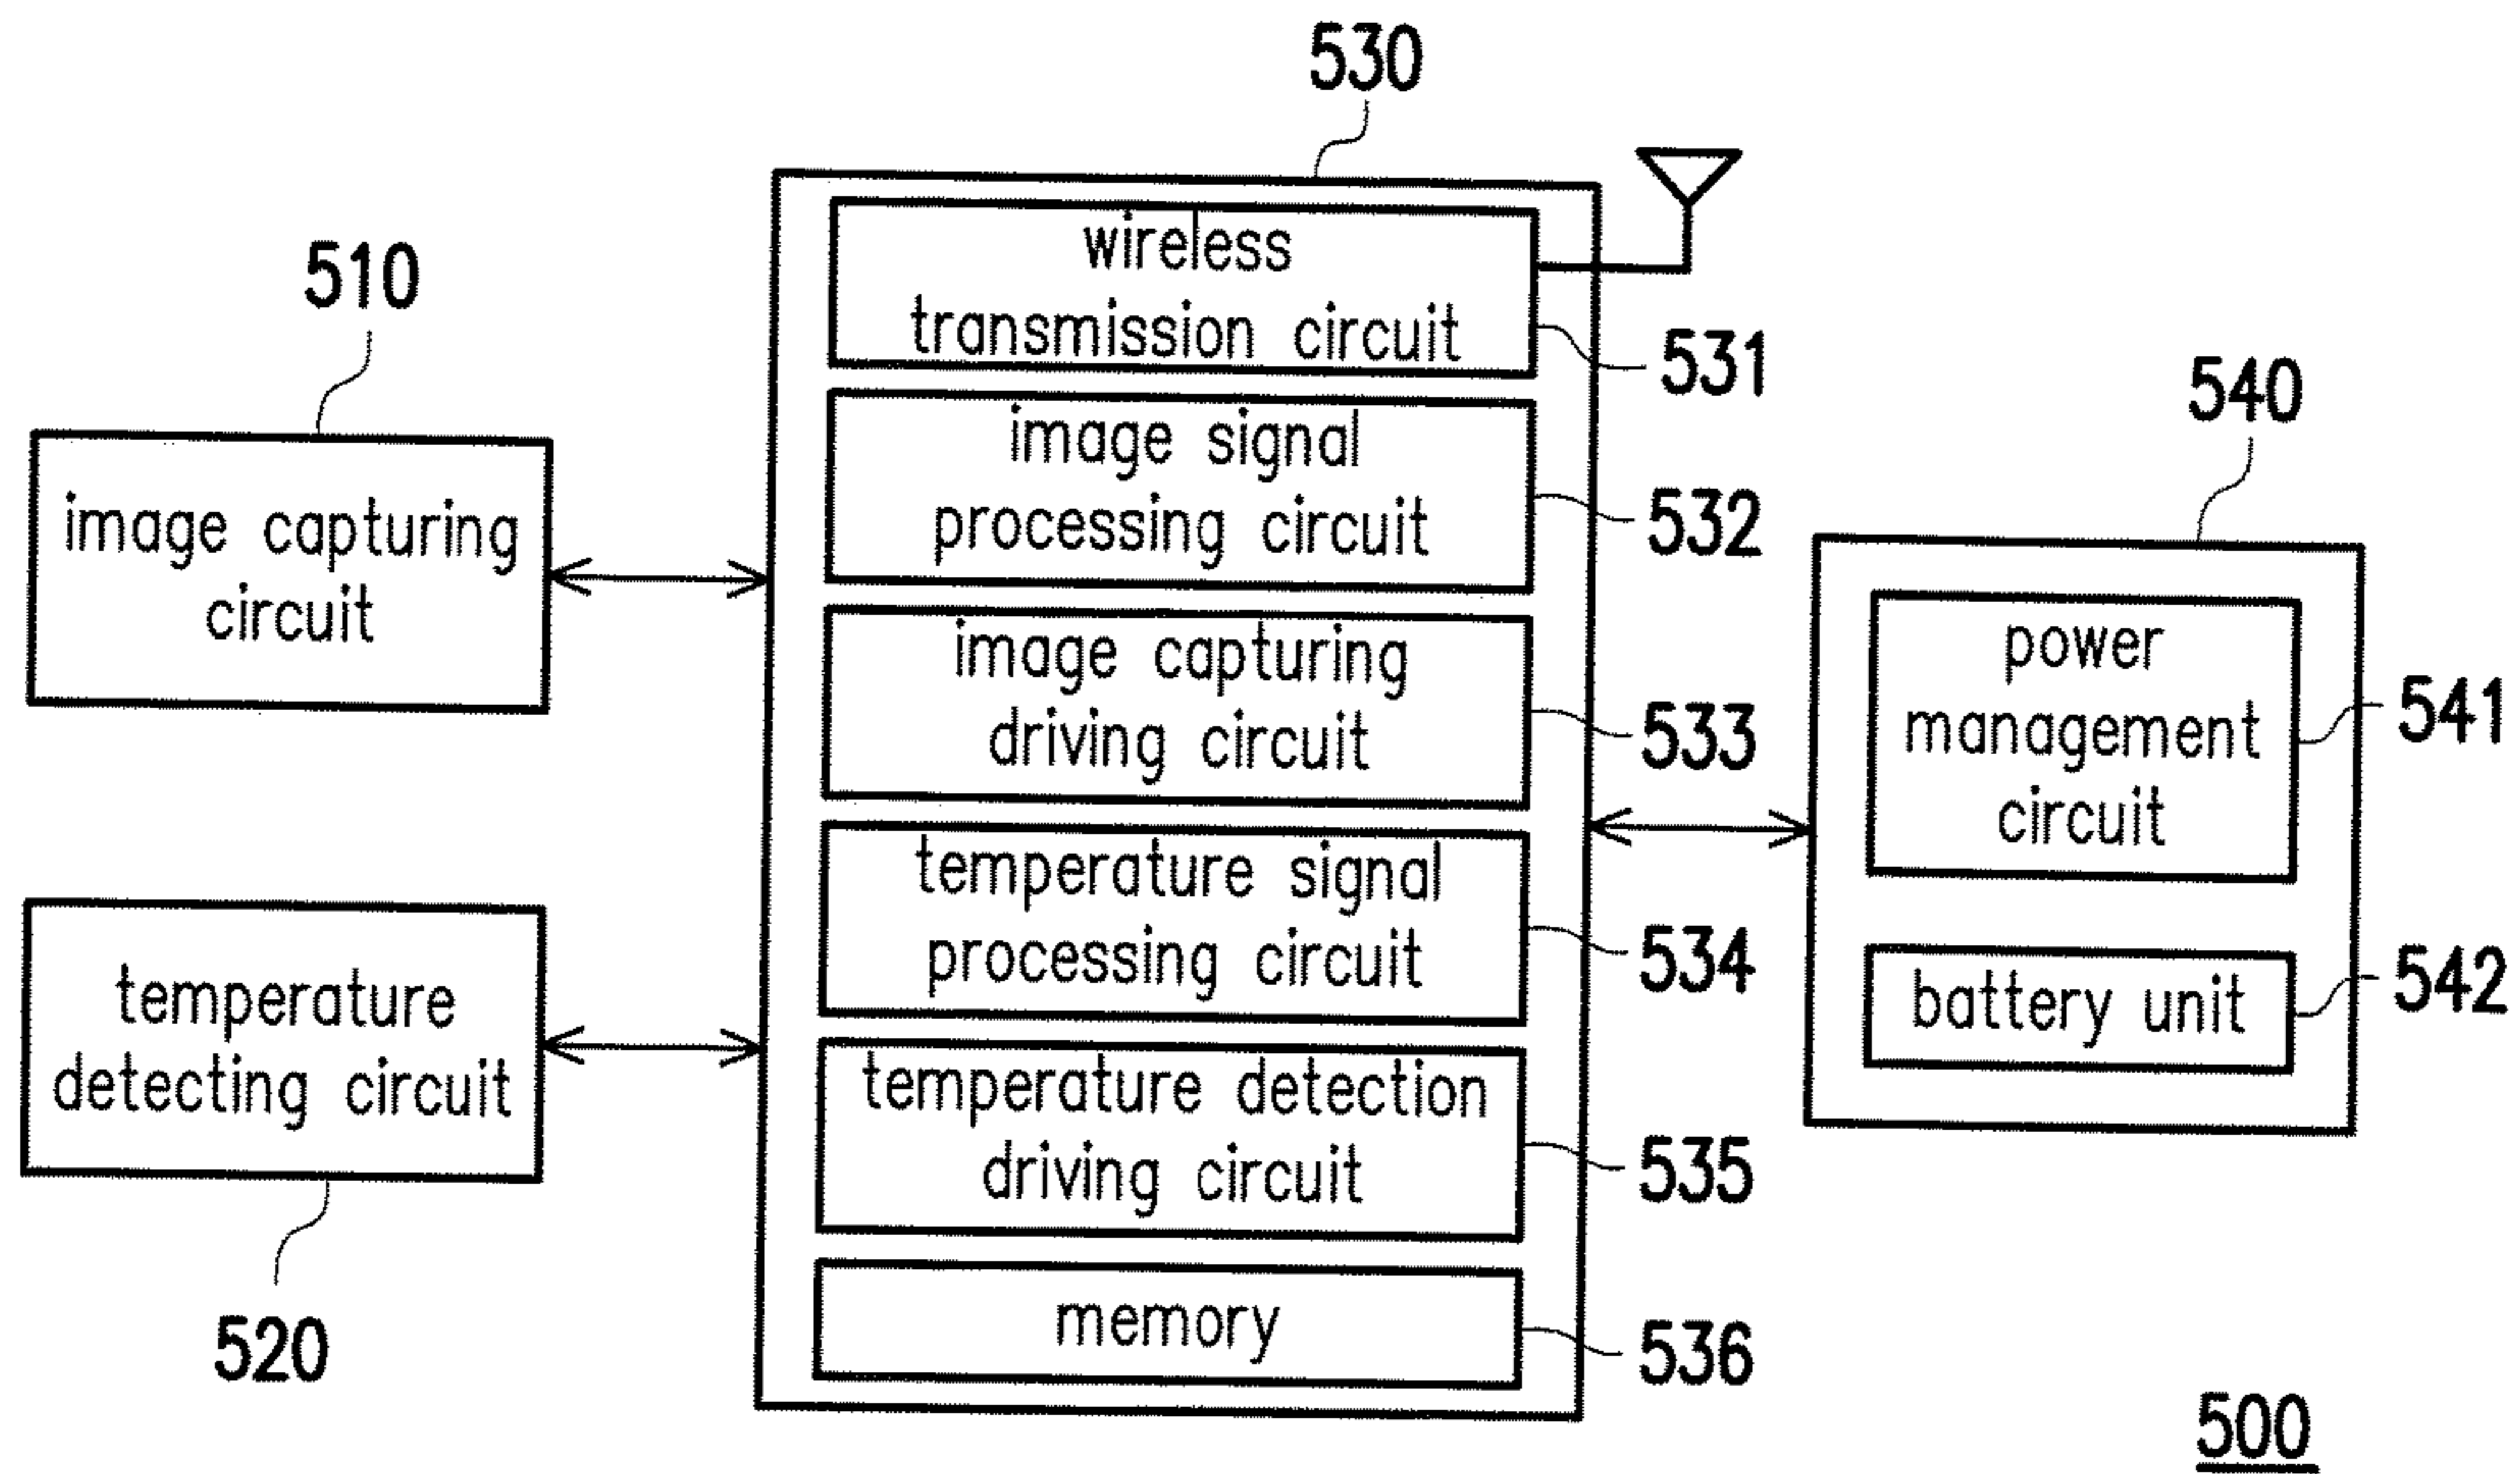 530
510
wireless
transmission circuit
531
image signal
processing circuit
532
540
image capturing
circuit
image capturing
driving circuit
533
power
management
circuit
541
temperature signal
processing circuit
534
battery unit
542
temperature
detecting circuit
temperature detection
driving circuit
535
520
memory
536
500